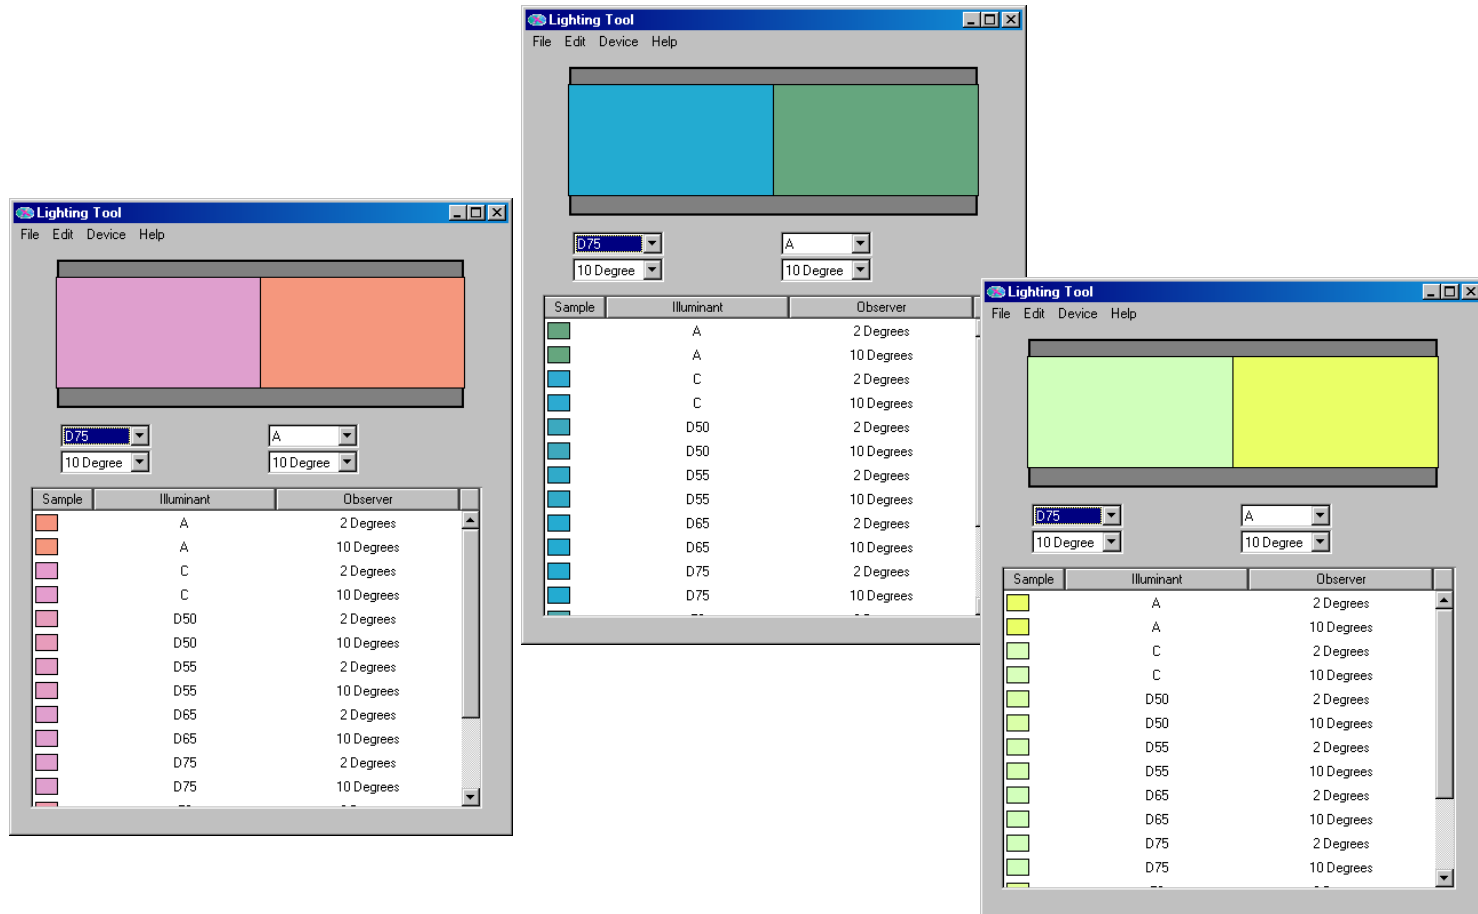 Lighting Tool
File Edit Device Help
D75 A
10 Degree 10 Degree
Sample Illuminant Observer
A 2 Degrees
A 10 Degrees
C 2 Degrees
C 10 Degrees
D50 2 Degrees
D50 10 Degrees
D55 2 Degrees
D55 10 Degrees
D65 2 Degrees
D65 10 Degrees
D75 2 Degrees
D75 10 Degrees
Lighting Tool
File Edit Device Help
D75 A
10 Degree 10 Degree
Sample Illuminant Observer
A 2 Degrees
A 10 Degrees
C 2 Degrees
C 10 Degrees
D50 2 Degrees
D50 10 Degrees
D55 2 Degrees
D55 10 Degrees
D65 2 Degrees
D65 10 Degrees
D75 2 Degrees
D75 10 Degrees
Lighting Tool
File Edit Device Help
D75 A
10 Degree 10 Degree
Sample Illuminant Observer
A 2 Degrees
A 10 Degrees
C 2 Degrees
C 10 Degrees
D50 2 Degrees
D50 10 Degrees
D55 2 Degrees
D55 10 Degrees
D65 2 Degrees
D65 10 Degrees
D75 2 Degrees
D75 10 Degrees